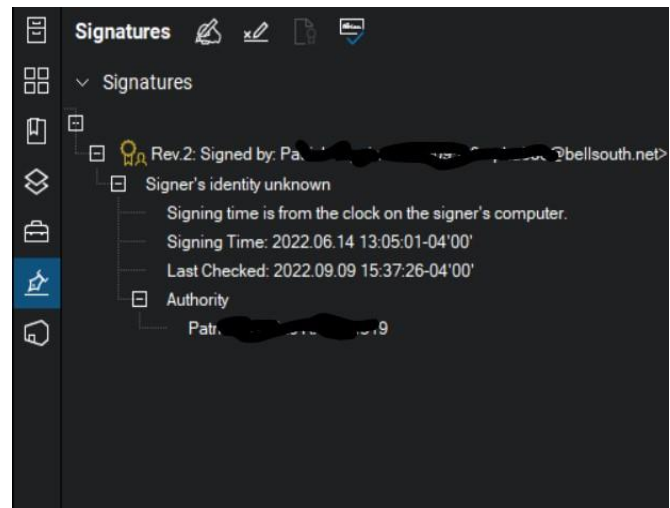 Signatures
Signatures
Rev.2: Signed by: @bellsouth.net>
Signer's identity unknown
Signing time is from the clock on the signer's computer.
Signing Time: 2022.06.14 13:05:01-04'00'
Last Checked: 2022.09.09 15:37:26-04'00'
Authority